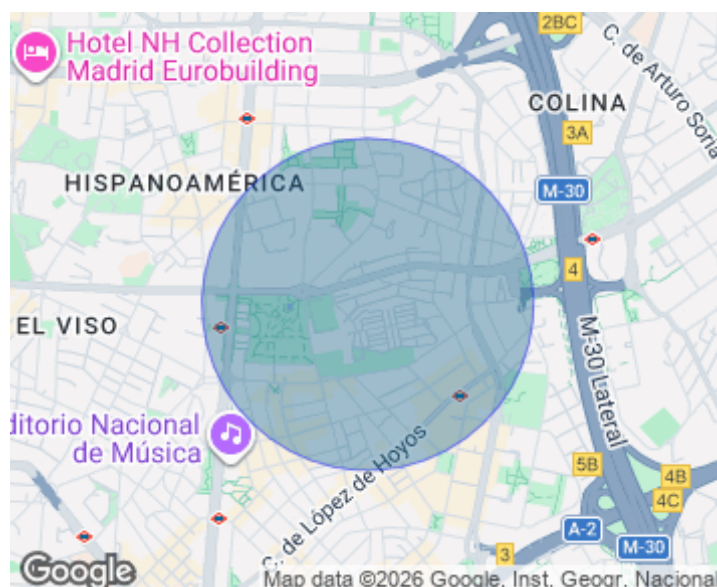 2BC
Hotel NH Collection
Madrid Eurobuilding
C. de Arturo Soria
COLINA
3A
HISPANOAMÉRICA
M-30
4
EL VISO
M-30 Lateral
ditorio Nacional
de Música
C. de López de Hoyos
5B
4B
4C
A-2
3
M-30
Google
Map data ©2026 Google, Inst. Geogr. Nacional